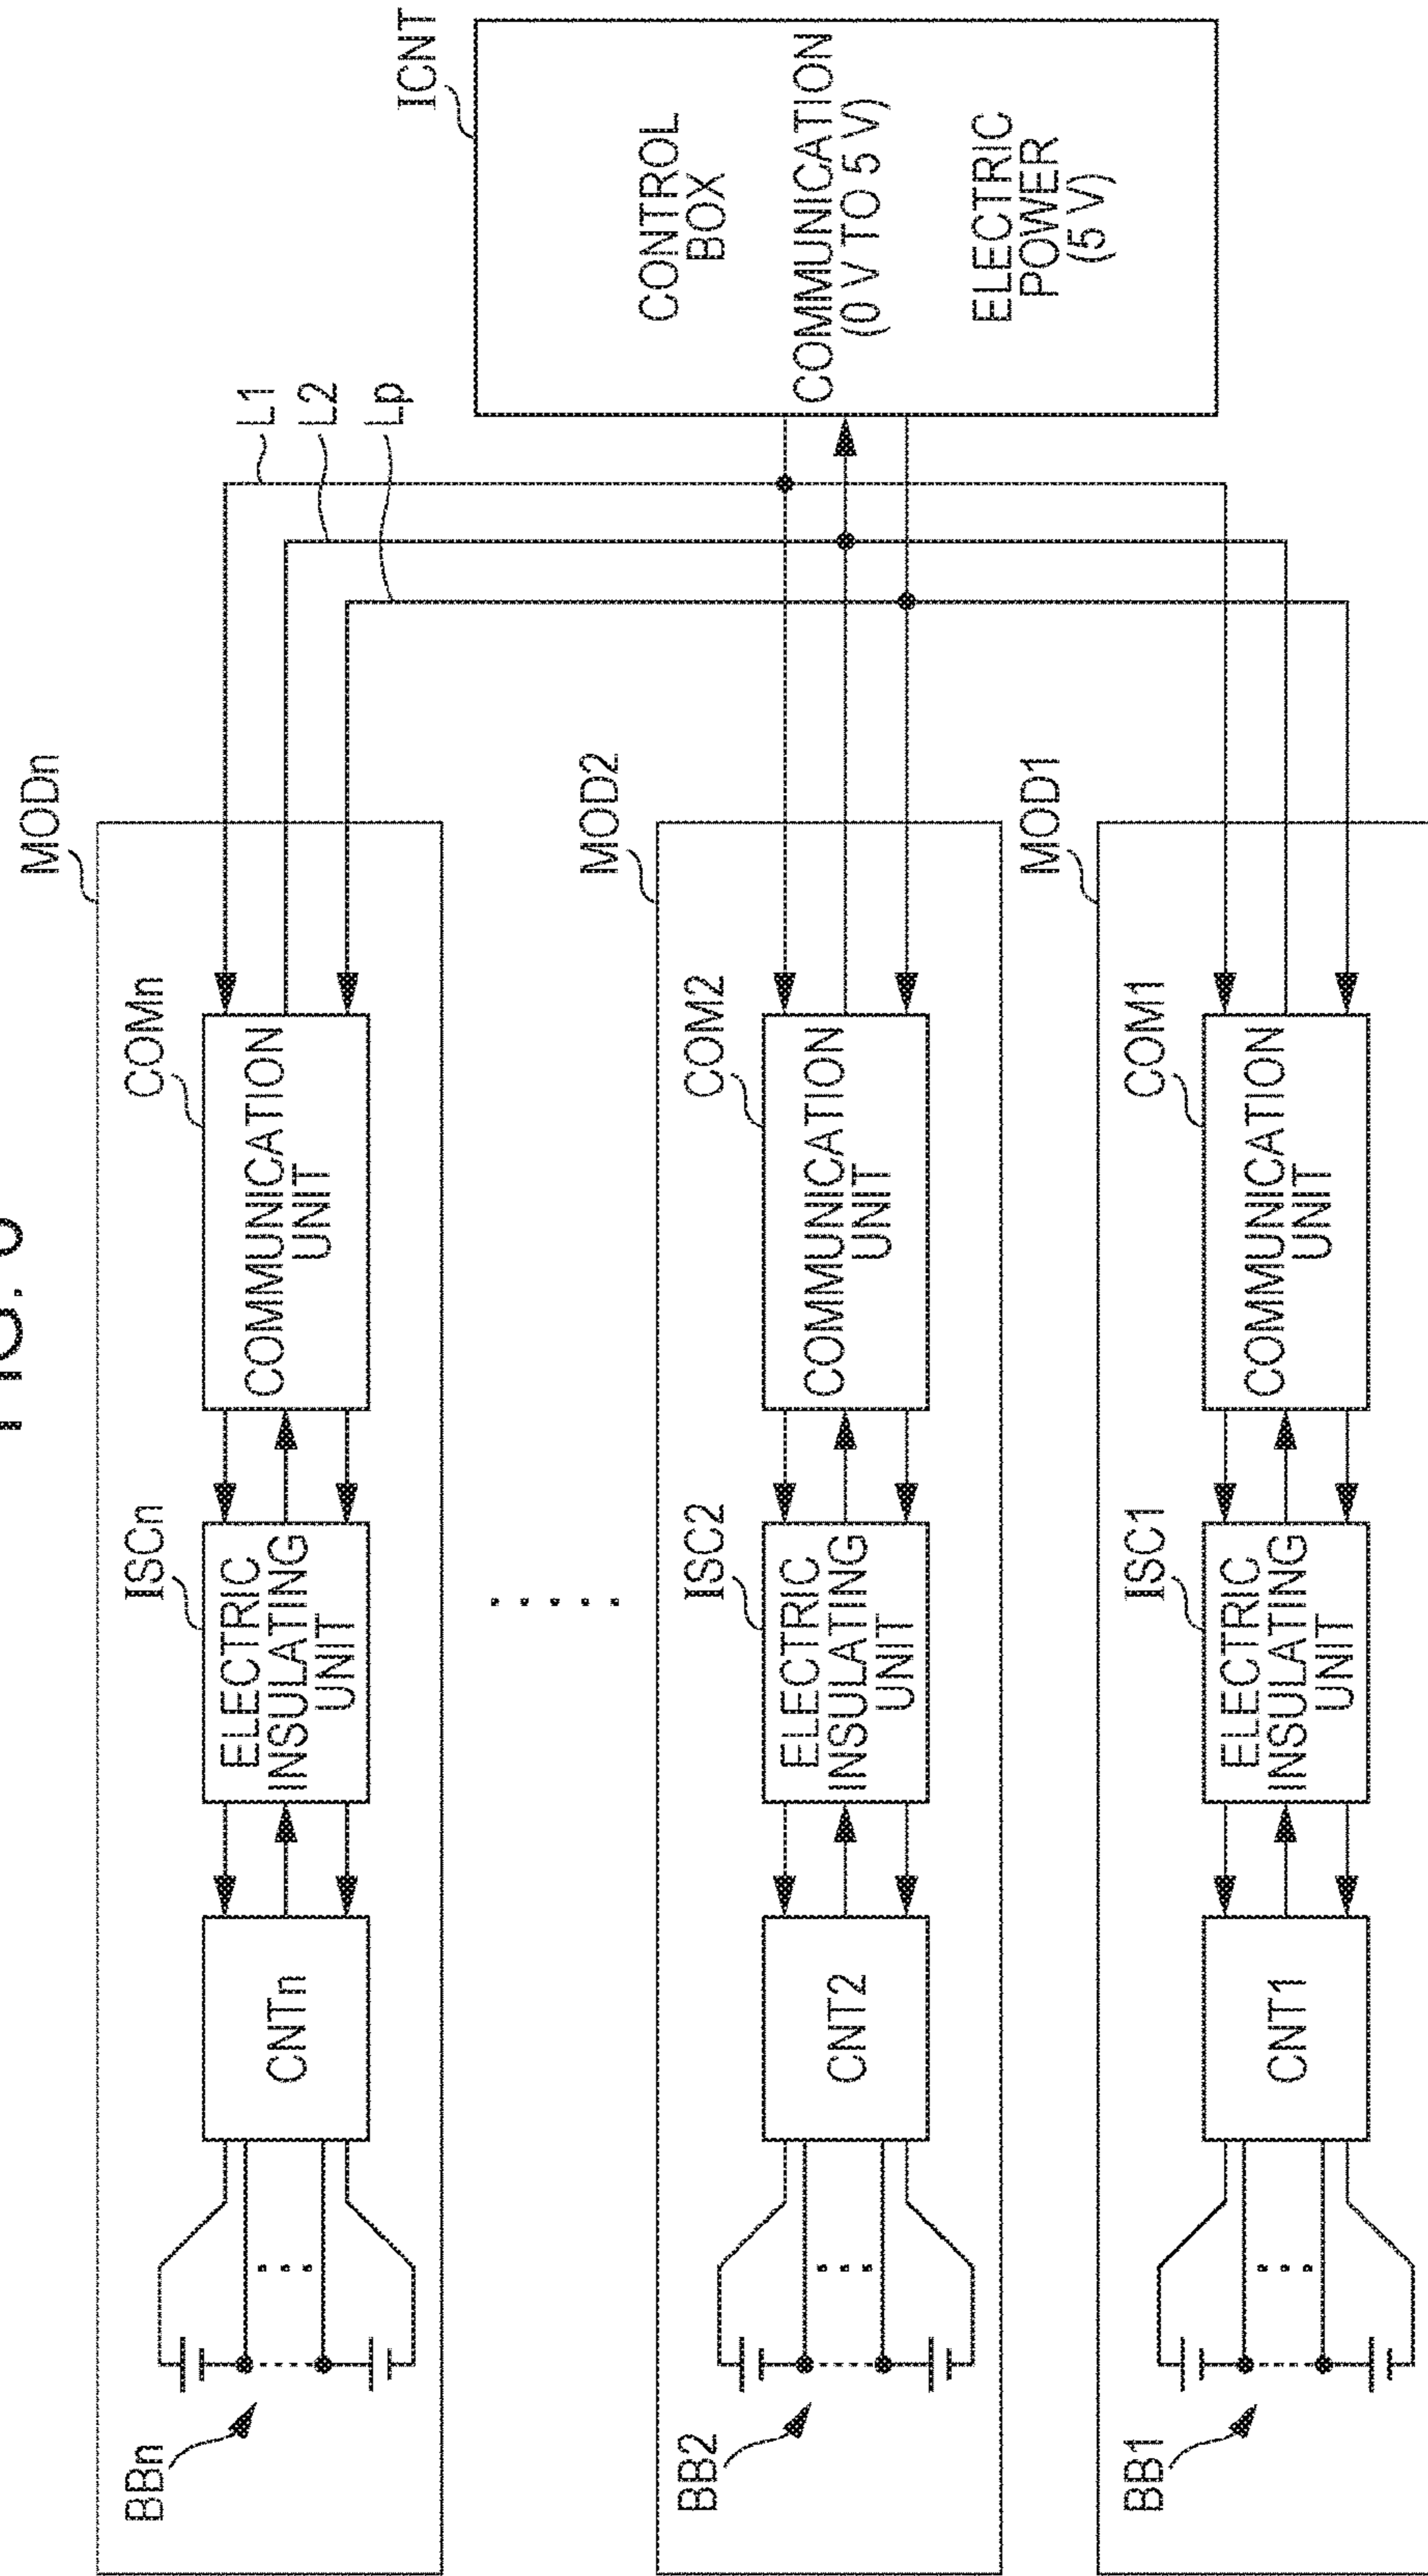 ICNT
CONTROL
BOX
COMMUNICATION
(0 V TO 5 V)
ELECTRIC
POWER
(5 V)
L1
L2
Lp
MODn
COMn
COMMUNICATION
UNIT
ISCn
ELECTRIC
INSULATING
UNIT
CNTn
BBn
MOD2
COM2
COMMUNICATION
UNIT
ISC2
ELECTRIC
INSULATING
UNIT
CNT2
BB2
MOD1
COM1
COMMUNICATION
UNIT
ISC1
ELECTRIC
INSULATING
UNIT
CNT1
BB1